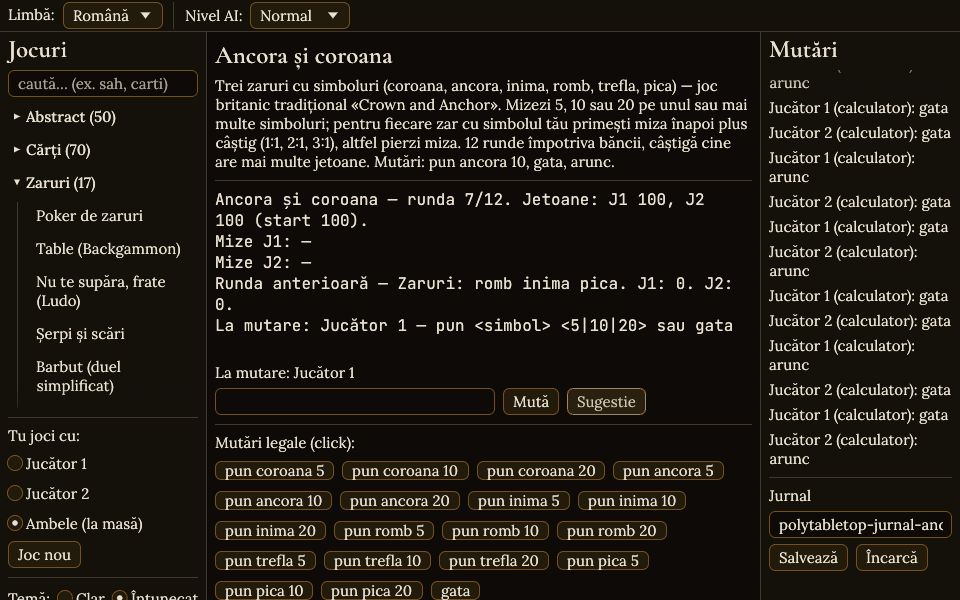 Limbă: Română ▼ Nivel AI: Normal ▼
Jocuri
caută... (ex. sah, carti)
▸ Abstract (50)
▸ Cărți (70)
▾ Zaruri (17)
Poker de zaruri
Table (Backgammon)
Nu te supăra, frate
(Ludo)
Șerpi și scări
Barbut (duel
simplificat)
Tu joci cu:
Jucător 1
Jucător 2
Ambele (la masă)
Joc nou
Temă: Clar Întunecat
Ancora și coroana
Trei zaruri cu simboluri (coroana, ancora, inima, romb, trefla, pica) — joc
britanic tradițional «Crown and Anchor». Mizezi 5, 10 sau 20 pe unul sau mai
multe simboluri; pentru fiecare zar cu simbolul tău primești miza înapoi plus
câștig (1:1, 2:1, 3:1), altfel pierzi miza. 12 runde împotriva băncii, câștigă cine
are mai multe jetoane. Mutări: pun ancora 10, gata, arunc.
Ancora și coroana — runda 7/12. Jetoane: J1 100, J2
100 (start 100).
Mize J1: —
Mize J2: —
Runda anterioară — Zaruri: romb inima pica. J1: 0. J2:
0.
La mutare: Jucător 1 — pun <simbol> <5|10|20> sau gata
La mutare: Jucător 1
Mută Sugestie
Mutări legale (click):
pun coroana 5 pun coroana 10 pun coroana 20 pun ancora 5
pun ancora 10 pun ancora 20 pun inima 5 pun inima 10
pun inima 20 pun romb 5 pun romb 10 pun romb 20
pun trefla 5 pun trefla 10 pun trefla 20 pun pica 5
pun pica 10 pun pica 20 gata
Mutări
arunc
Jucător 1 (calculator): gata
Jucător 2 (calculator): gata
Jucător 1 (calculator):
arunc
Jucător 2 (calculator): gata
Jucător 1 (calculator): gata
Jucător 2 (calculator):
arunc
Jucător 1 (calculator): gata
Jucător 2 (calculator): gata
Jucător 1 (calculator):
arunc
Jucător 2 (calculator): gata
Jucător 1 (calculator): gata
Jucător 2 (calculator):
arunc
Jurnal
polytabletop-jurnal-anc
Salvează Încarcă